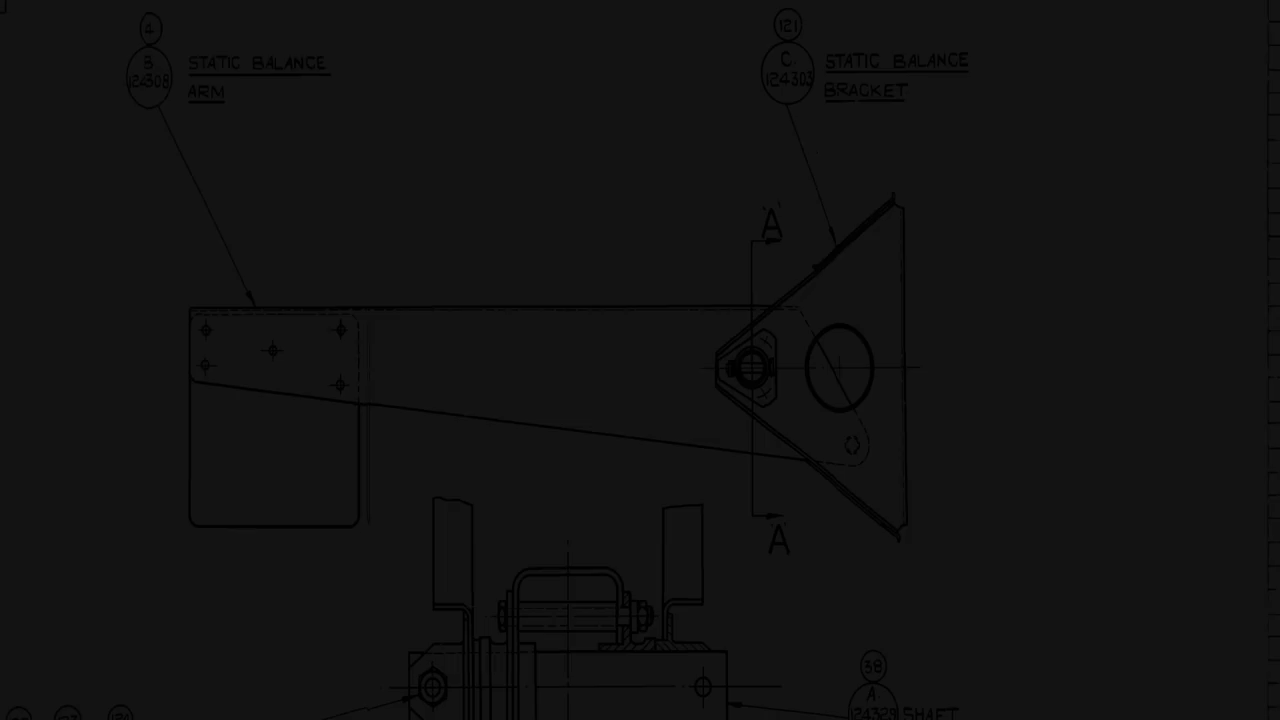 4
B
124308
STATIC BALANCE
ARM
121
C.
124303
STATIC BALANCE
BRACKET
A
A
38
A.
124329
SHAFT